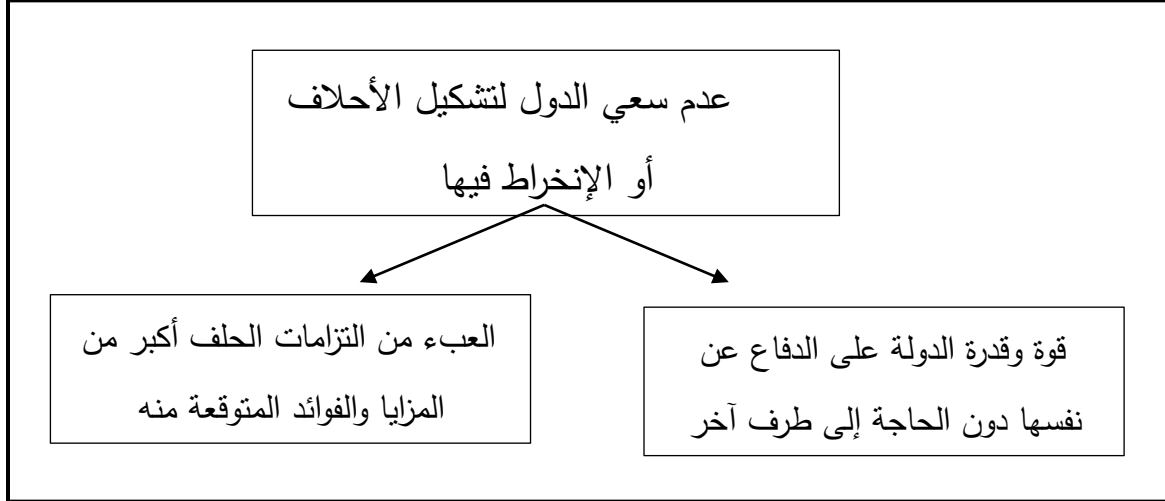 عدم سعي الدول لتشكيل الأحلاف
أو الإنخراط فيها
قوة وقدرة الدولة على الدفاع عن
نفسها دون الحاجة إلى طرف آخر
العبء من التزامات الحلف أكبر من
المزايا والفوائد المتوقعة منه